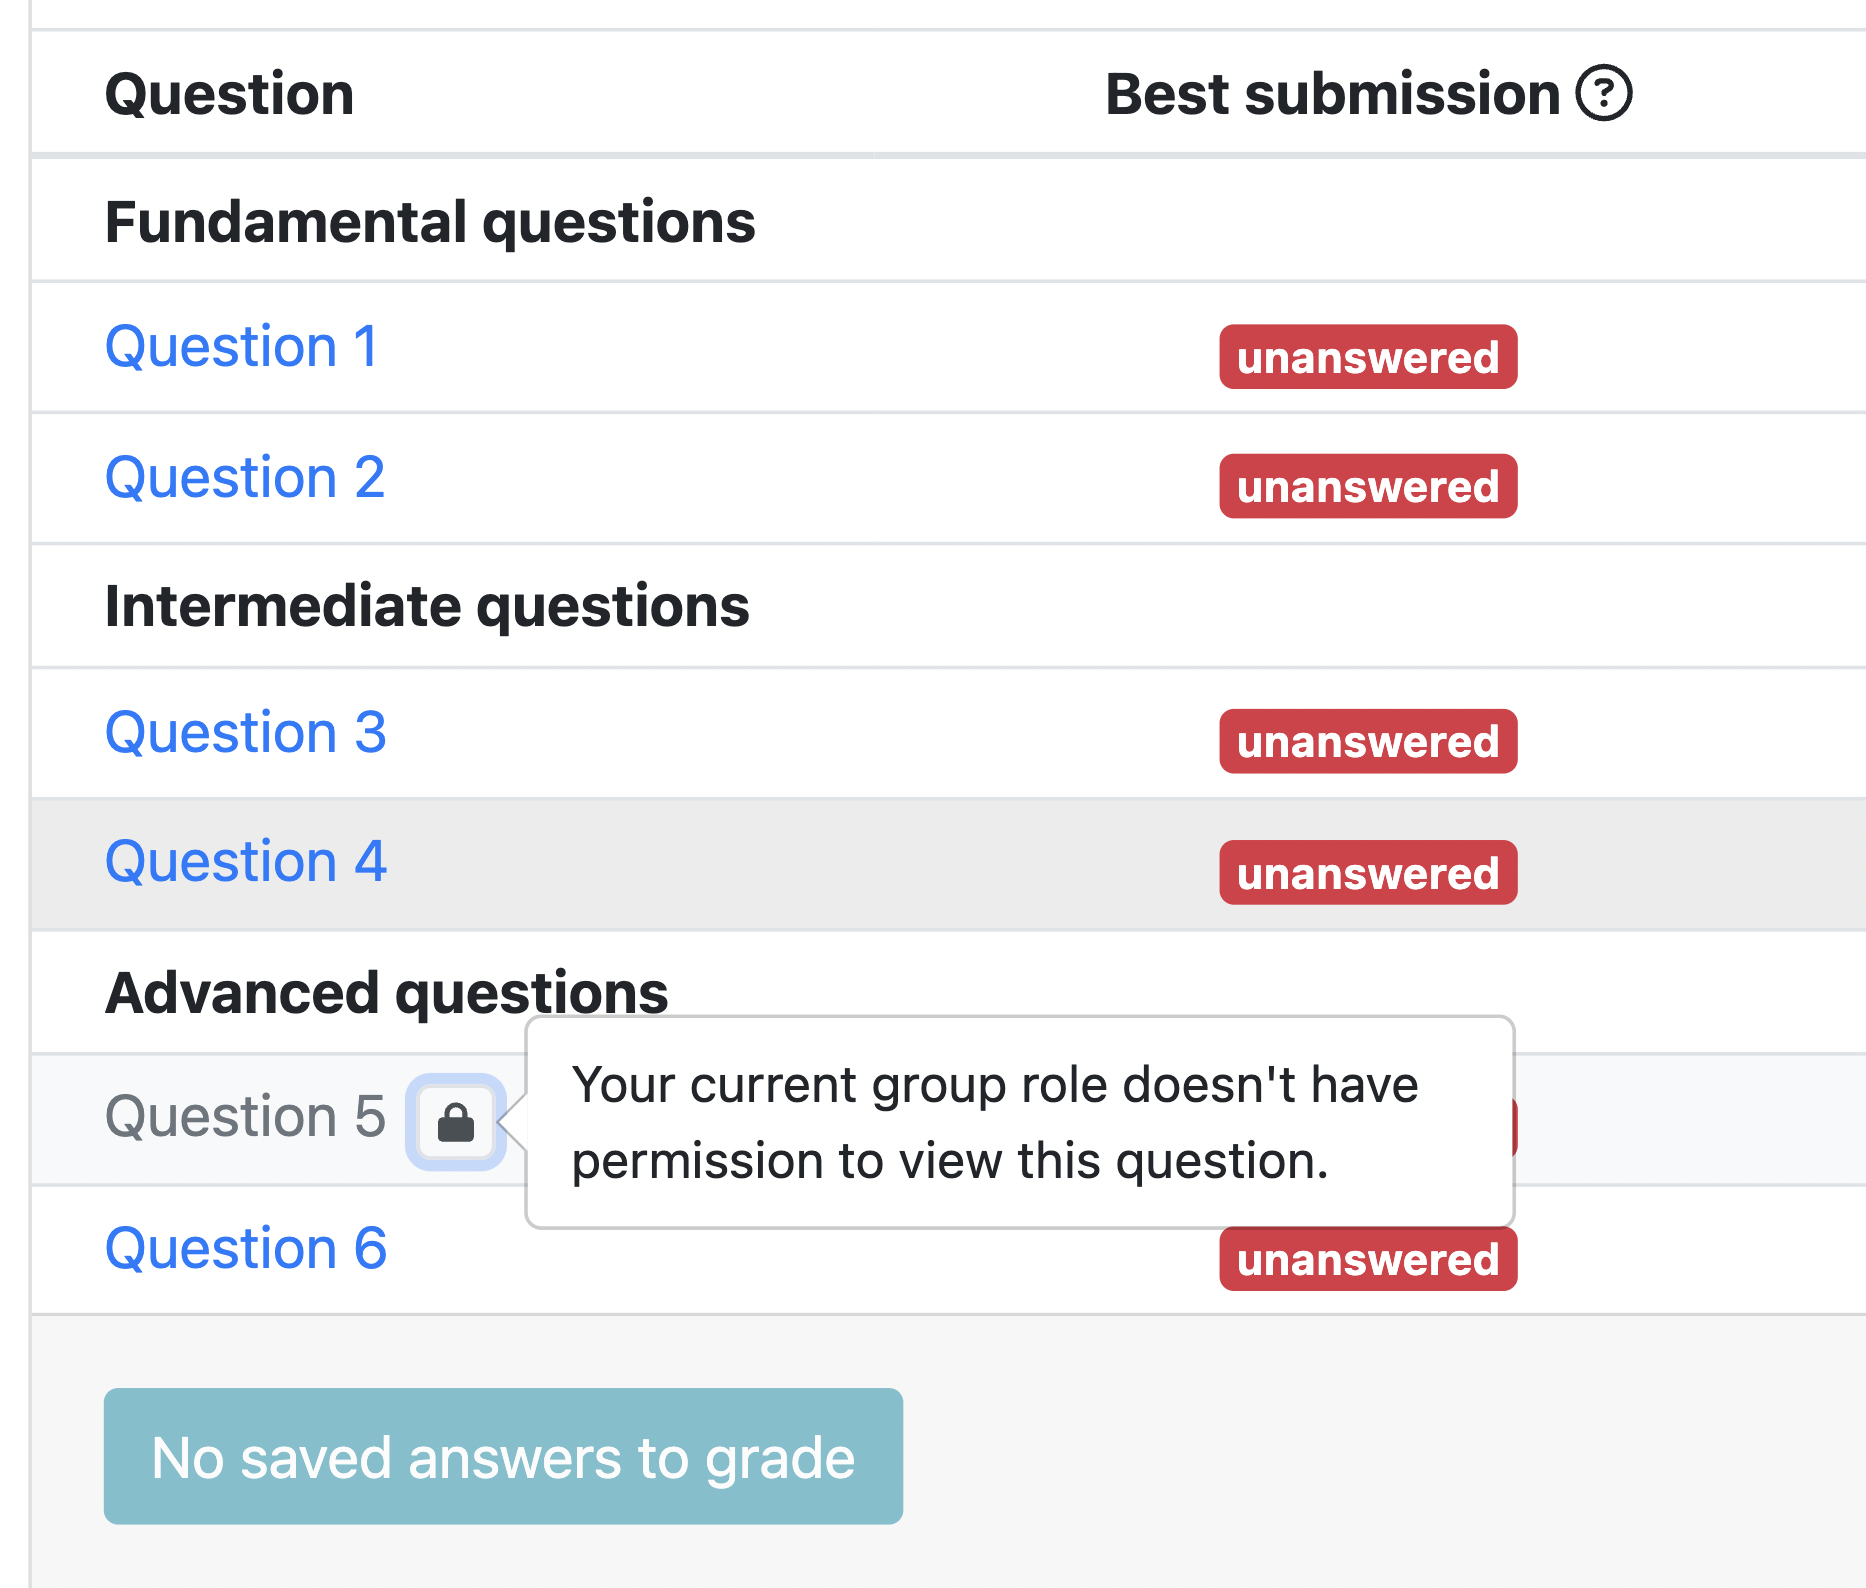 Question Best submission ?
Fundamental questions
Question 1 unanswered
Question 2 unanswered
Intermediate questions
Question 3 unanswered
Question 4 unanswered
Advanced questions
Question 5
Your current group role doesn't have
permission to view this question.
Question 6 unanswered
No saved answers to grade